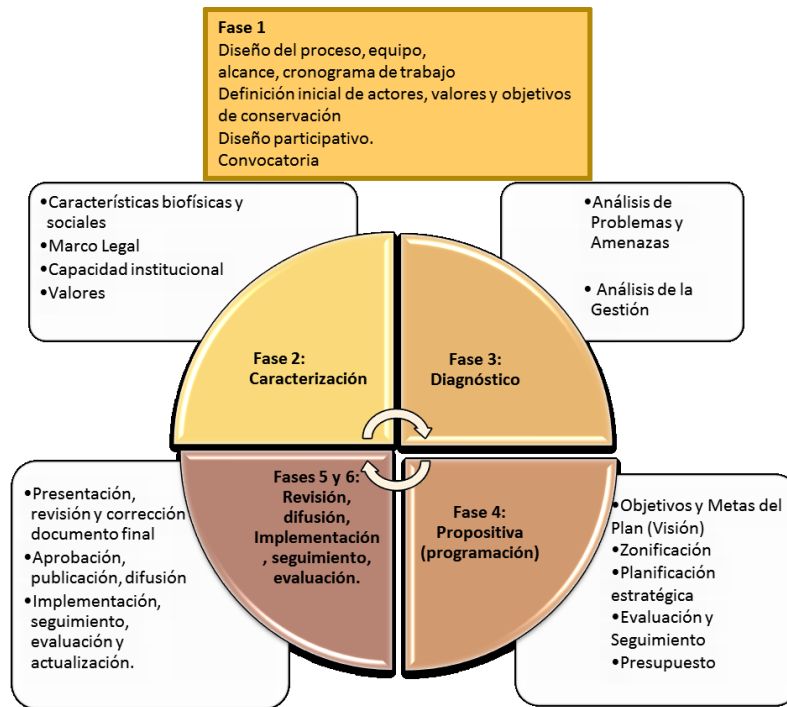 Fase 1
Diseño del proceso, equipo,
alcance, cronograma de trabajo
Definición inicial de actores, valores y objetivos
de conservación
Diseño participativo.
Convocatoria
•Características biofísicas y
sociales
•Marco Legal
•Capacidad institucional
•Valores
•Análisis de
Problemas y
Amenazas
• Análisis de la
Gestión
Fase 2:
Caracterización
Fase 3:
Diagnóstico
Fases 5 y 6:
Revisión,
difusión,
Implementación
, seguimiento,
evaluación.
Fase 4:
Propositiva
(programación)
•Presentación,
revisión y corrección
documento final
•Aprobación,
publicación, difusión
•Implementación,
seguimiento,
evaluación y
actualización.
•Objetivos y Metas del
Plan (Visión)
•Zonificación
•Planificación
estratégica
•Evaluación y
Seguimiento
•Presupuesto